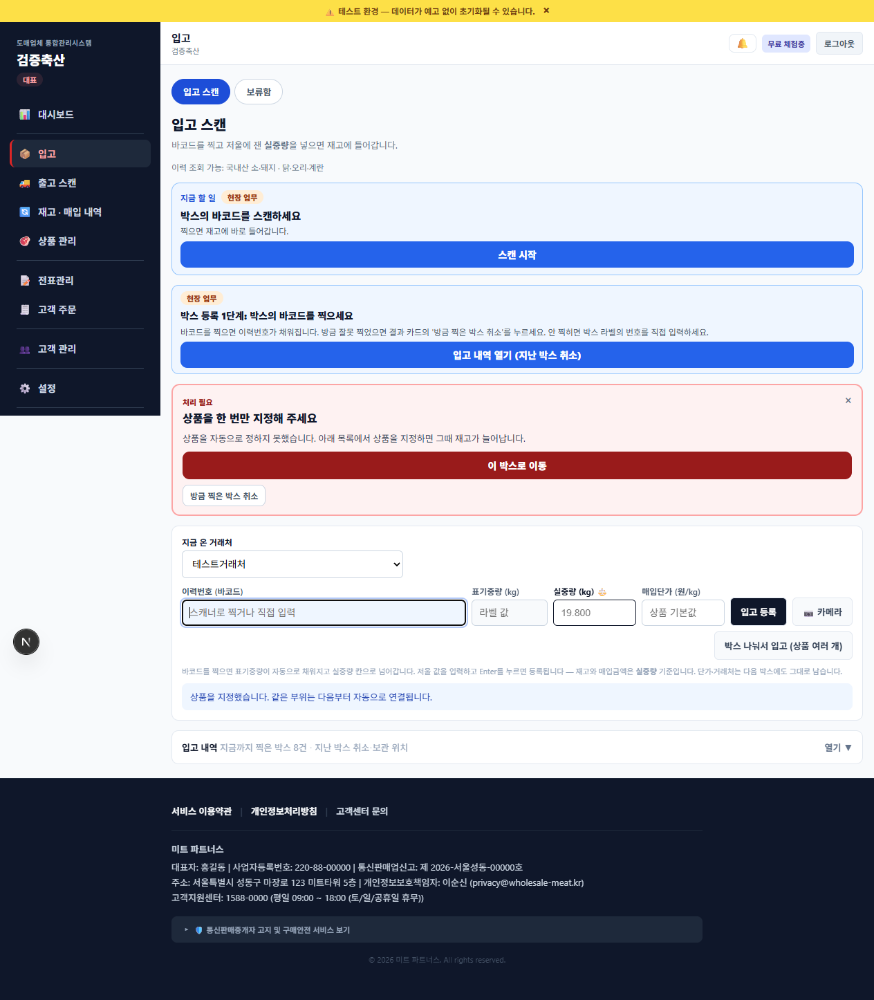 ⚠️ 테스트 환경 — 데이터가 예고 없이 초기화될 수 있습니다. ×
도매업체 통합관리시스템
검증축산
대표
대시보드
입고
출고 스캔
재고 · 매입 내역
상품 관리
전표관리
고객 주문
고객 관리
설정
N
입고
검증축산
무료 체험중
로그아웃
입고 스캔
보류함
입고 스캔
바코드를 찍고 저울에 잰 실중량을 넣으면 재고에 들어갑니다.
이력 조회 가능: 국내산 소·돼지 · 닭·오리·계란
지금 할 일 현장 업무
박스의 바코드를 스캔하세요
찍으면 재고에 바로 들어갑니다.
스캔 시작
현장 업무
박스 등록 1단계: 박스의 바코드를 찍으세요
바코드를 찍으면 이력번호가 채워집니다. 방금 잘못 찍었으면 결과 카드의 '방금 찍은 박스 취소'를 누르세요. 안 찍히면 박스 라벨의 번호를 직접 입력하세요.
입고 내역 열기 (지난 박스 취소)
처리 필요 ×
상품을 한 번만 지정해 주세요
상품을 자동으로 정하지 못했습니다. 아래 목록에서 상품을 지정하면 그때 재고가 늘어납니다.
이 박스로 이동
방금 찍은 박스 취소
지금 온 거래처
테스트거래처
이력번호 (바코드) 표기중량 (kg) 실중량 (kg) ⚖️ 매입단가 (원/kg)
스캐너로 찍거나 직접 입력 라벨 값 19.800 상품 기본값 입고 등록 📷 카메라
박스 나눠서 입고 (상품 여러 개)
바코드를 찍으면 표기중량이 자동으로 채워지고 실중량 칸으로 넘어갑니다. 저울 값을 입력하고 Enter를 누르면 등록됩니다 — 재고와 매입금액은 실중량 기준입니다. 단가·거래처는 다음 박스에도 그대로 남습니다.
상품을 지정했습니다. 같은 부위는 다음부터 자동으로 연결됩니다.
입고 내역 지금까지 찍은 박스 8건 · 지난 박스 취소·보관 위치 열기 ▼
서비스 이용약관 | 개인정보처리방침 | 고객센터 문의
미트 파트너스
대표자: 홍길동 | 사업자등록번호: 220-88-00000 | 통신판매업신고: 제 2026-서울성동-00000호
주소: 서울특별시 성동구 마장로 123 미트타워 5층 | 개인정보보호책임자: 이순신 (privacy@wholesale-meat.kr)
고객지원센터: 1588-0000 (평일 09:00 ~ 18:00 (토/일/공휴일 휴무))
▸ 🛡️ 통신판매중개자 고지 및 구매안전 서비스 보기
© 2026 미트 파트너스. All rights reserved.